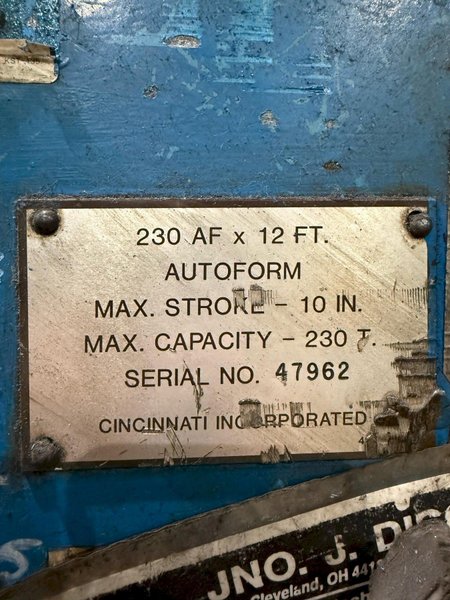 230 AF x 12 FT.
AUTOFORM
MAX. STROKE - 10 IN.
MAX. CAPACITY - 230 T.
SERIAL NO. 47962
CINCINNATI INCORPORATED
JNO. J.
Cleveland, OH 441